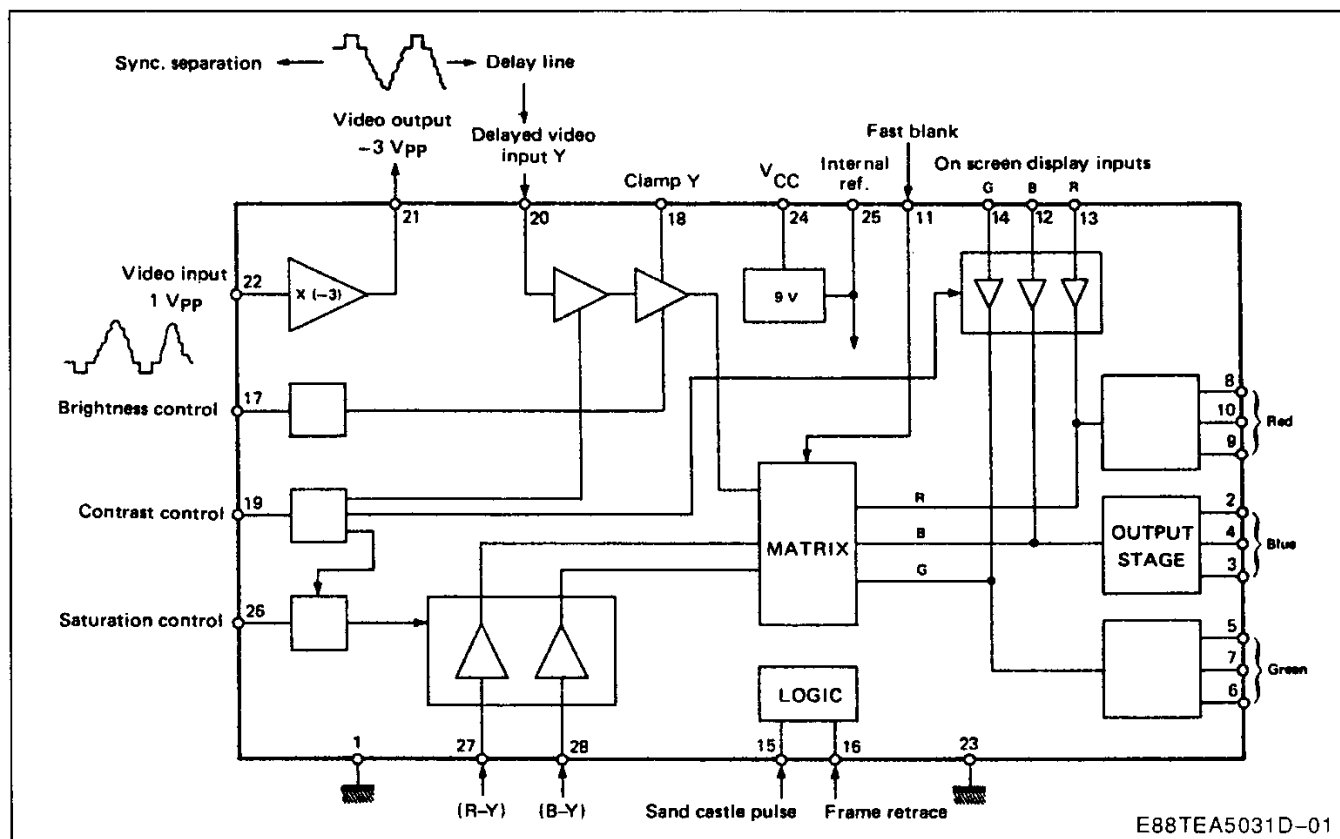 Sync. separation
Delay line
Video output
-3 VPP
Delayed video
input Y
Clamp Y
VCC
Internal
ref.
Fast blank
On screen display inputs
G B R
21 20 18 24 25 11 14 12 13
Video input
1 VPP
22
X (-3)
9 V
Brightness control
17
8
10
9
Red
Contrast control
19
MATRIX
R
B
G
OUTPUT
STAGE
2
4
3
Blue
Saturation control
26
5
7
6
Green
LOGIC
1 27 28 15 16 23
(R-Y) (B-Y) Sand castle pulse Frame retrace
E88TEA5031D-01